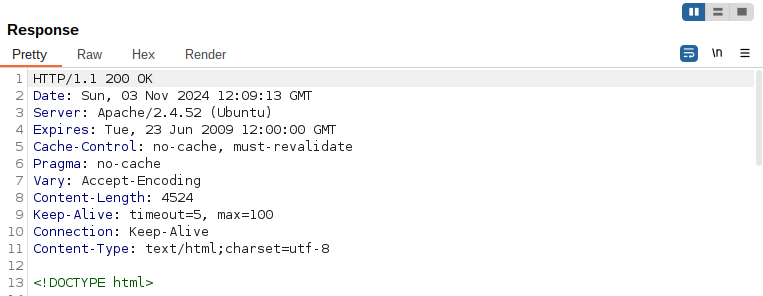 Response
Pretty Raw Hex Render \n
1 HTTP/1.1 200 OK
2 Date: Sun, 03 Nov 2024 12:09:13 GMT
3 Server: Apache/2.4.52 (Ubuntu)
4 Expires: Tue, 23 Jun 2009 12:00:00 GMT
5 Cache-Control: no-cache, must-revalidate
6 Pragma: no-cache
7 Vary: Accept-Encoding
8 Content-Length: 4524
9 Keep-Alive: timeout=5, max=100
10 Connection: Keep-Alive
11 Content-Type: text/html;charset=utf-8
12
13 <!DOCTYPE html>